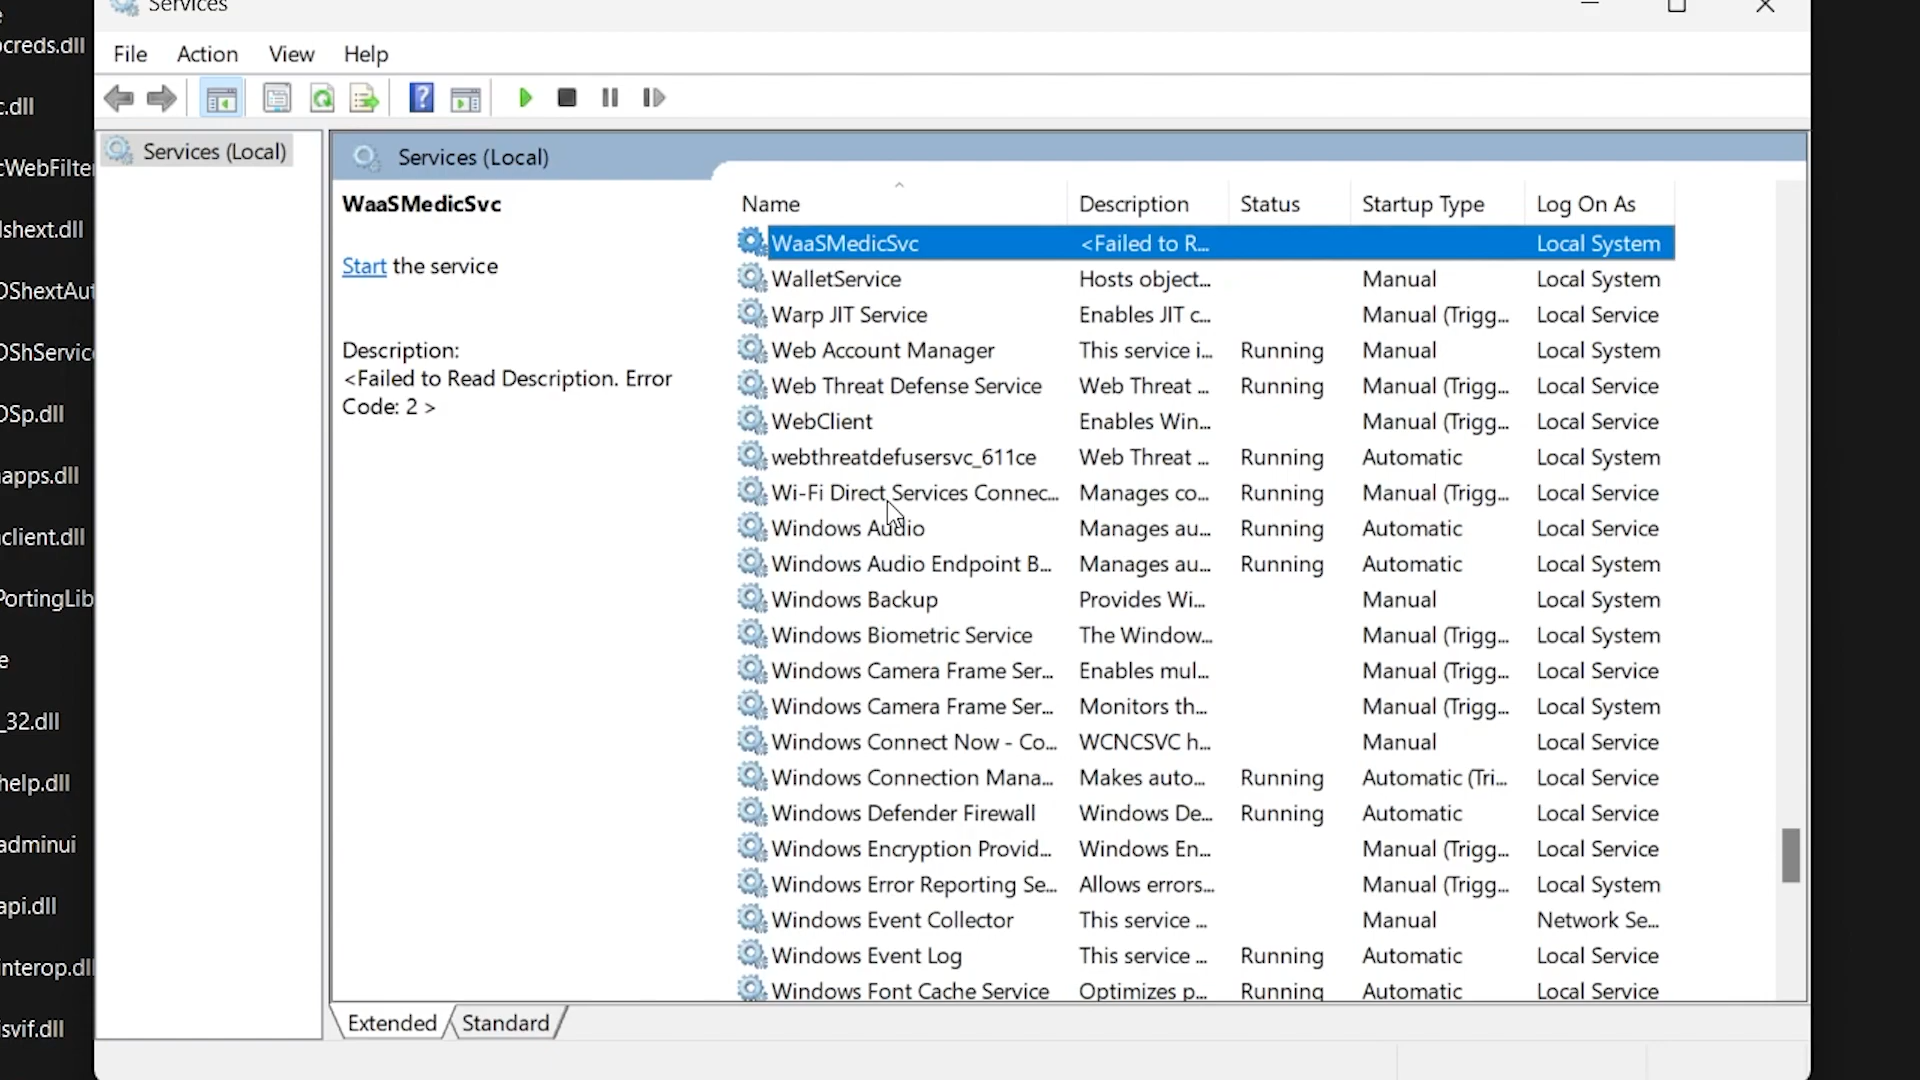 Services
creds.dll
c.dll
cWebFilter
lshext.dll
OShextAut
OShService
OSp.dll
apps.dll
client.dll
PortingLib
e
_32.dll
help.dll
adminui
api.dll
interop.dll
svif.dll
File Action View Help
Services (Local)
Services (Local)
WaaSMedicSvc
Start the service
Description:
<Failed to Read Description. Error
Code: 2 >
Name Description Status Startup Type Log On As
WaaSMedicSvc <Failed to R... Local System
WalletService Hosts object... Manual Local System
Warp JIT Service Enables JIT c... Manual (Trigg... Local Service
Web Account Manager This service i... Running Manual Local System
Web Threat Defense Service Web Threat ... Running Manual (Trigg... Local Service
WebClient Enables Win... Manual (Trigg... Local Service
webthreatdefusersvc_611ce Web Threat ... Running Automatic Local System
Wi-Fi Direct Services Connec... Manages co... Running Manual (Trigg... Local Service
Windows Audio Manages au... Running Automatic Local Service
Windows Audio Endpoint B... Manages au... Running Automatic Local System
Windows Backup Provides Wi... Manual Local System
Windows Biometric Service The Window... Manual (Trigg... Local System
Windows Camera Frame Ser... Enables mul... Manual (Trigg... Local Service
Windows Camera Frame Ser... Monitors th... Manual (Trigg... Local System
Windows Connect Now - Co... WCNCSVC h... Manual Local Service
Windows Connection Mana... Makes auto... Running Automatic (Tri... Local Service
Windows Defender Firewall Windows De... Running Automatic Local Service
Windows Encryption Provid... Windows En... Manual (Trigg... Local Service
Windows Error Reporting Se... Allows errors... Manual (Trigg... Local System
Windows Event Collector This service ... Manual Network Se...
Windows Event Log This service ... Running Automatic Local Service
Windows Font Cache Service Optimizes p... Running Automatic Local Service
Extended Standard